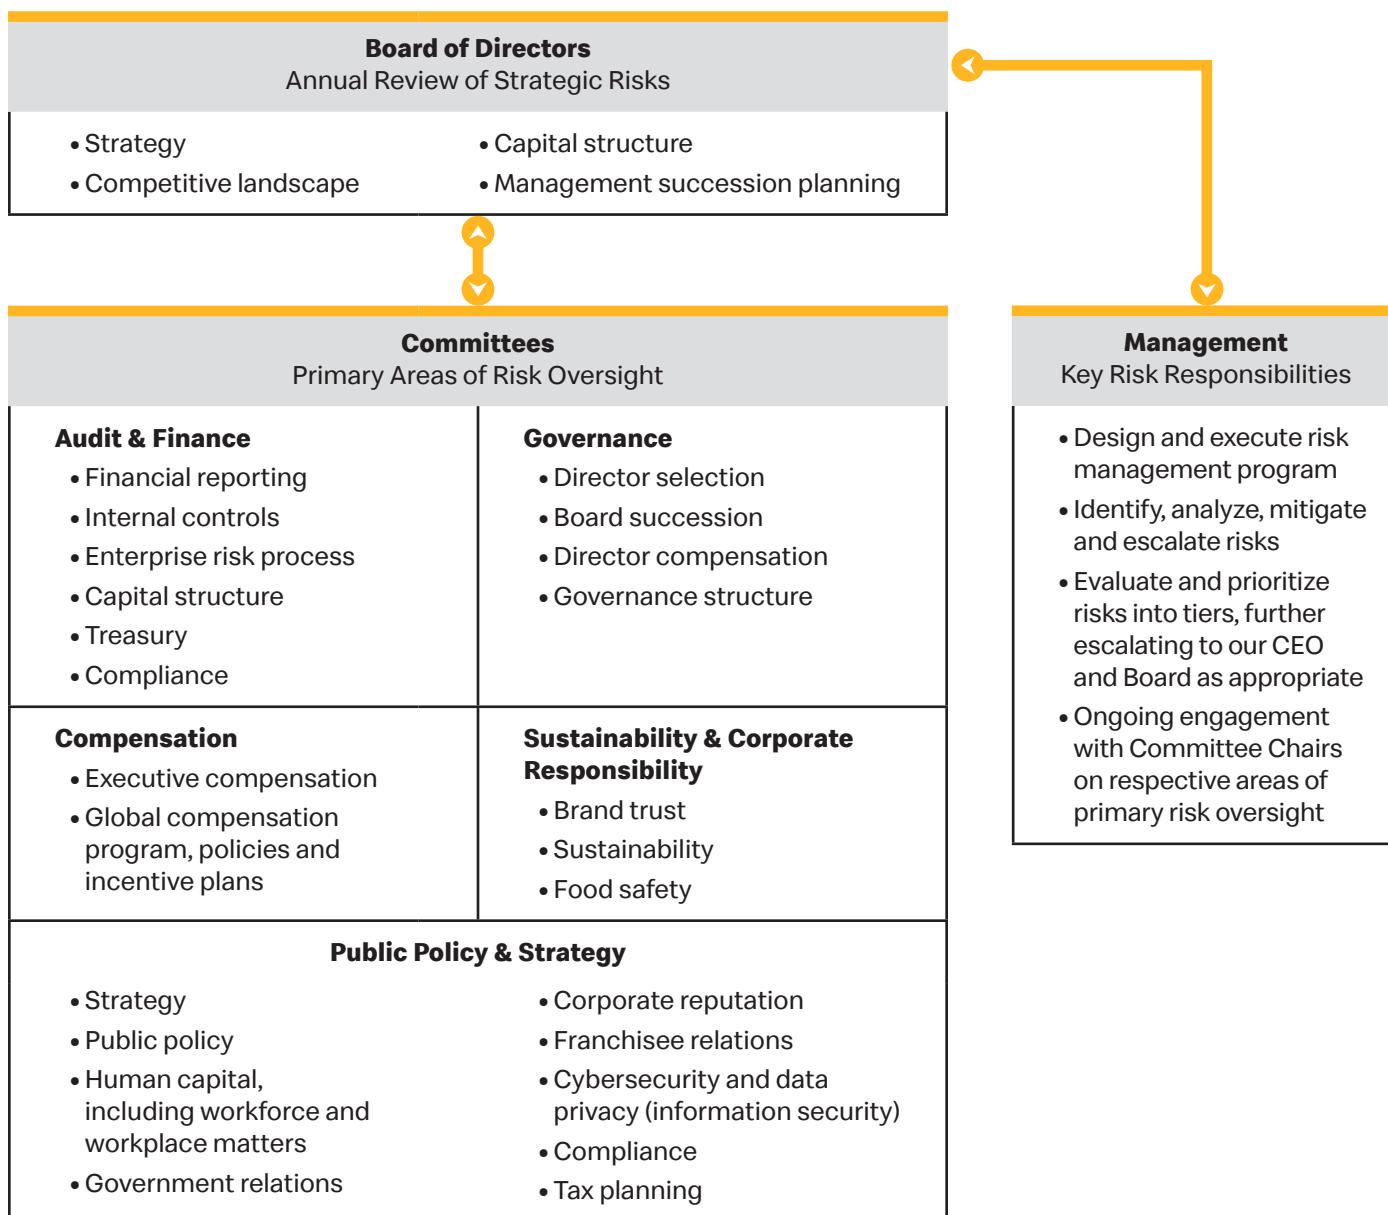 Board of Directors
Annual Review of Strategic Risks
• Strategy
• Competitive landscape
• Capital structure
• Management succession planning
Committees
Primary Areas of Risk Oversight
Audit & Finance
• Financial reporting
• Internal controls
• Enterprise risk process
• Capital structure
• Treasury
• Compliance
Governance
• Director selection
• Board succession
• Director compensation
• Governance structure
Compensation
• Executive compensation
• Global compensation
program, policies and
incentive plans
Sustainability & Corporate
Responsibility
• Brand trust
• Sustainability
• Food safety
Public Policy & Strategy
• Strategy
• Public policy
• Human capital,
including workforce and
workplace matters
• Government relations
• Corporate reputation
• Franchisee relations
• Cybersecurity and data
privacy (information security)
• Compliance
• Tax planning
Management
Key Risk Responsibilities
• Design and execute risk
management program
• Identify, analyze, mitigate
and escalate risks
• Evaluate and prioritize
risks into tiers, further
escalating to our CEO
and Board as appropriate
• Ongoing engagement
with Committee Chairs
on respective areas of
primary risk oversight